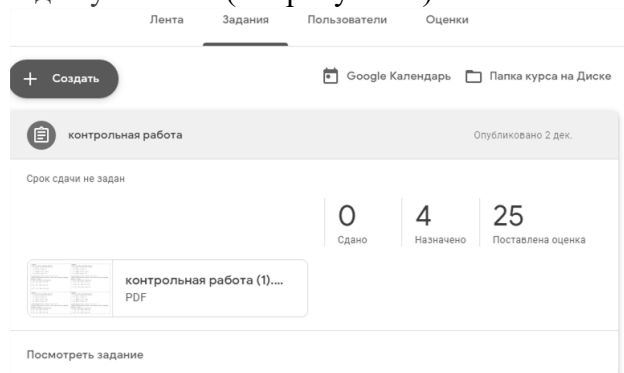 Лента Задания Пользователи Оценки
+ Создать Google Календарь Папка курса на Диске
контрольная работа Опубликовано 2 дек.
Срок сдачи не задан
0 4 25
Сдано Назначено Поставлена оценка
контрольная работа (1)....
PDF
Посмотреть задание